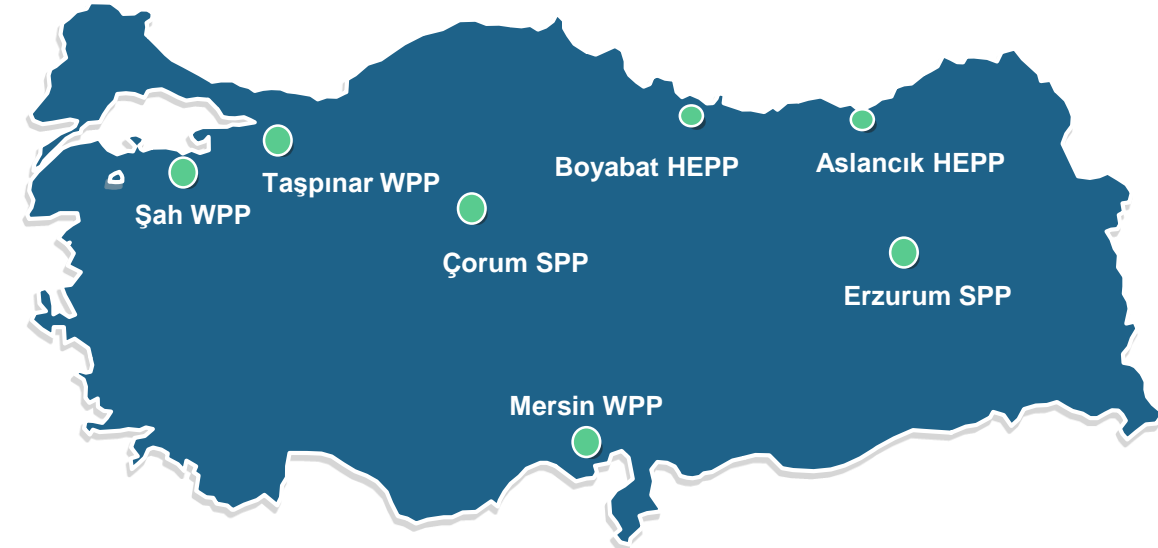 Boyabat HEPP
Aslancık HEPP
Taşpınar WPP
Şah WPP
Çorum SPP
Erzurum SPP
Mersin WPP